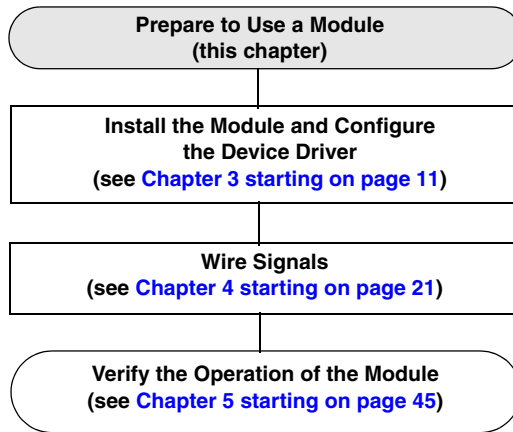 Prepare to Use a Module
(this chapter)
Install the Module and Configure
the Device Driver
(see Chapter 3 starting on page 11)
Wire Signals
(see Chapter 4 starting on page 21)
Verify the Operation of the Module
(see Chapter 5 starting on page 45)